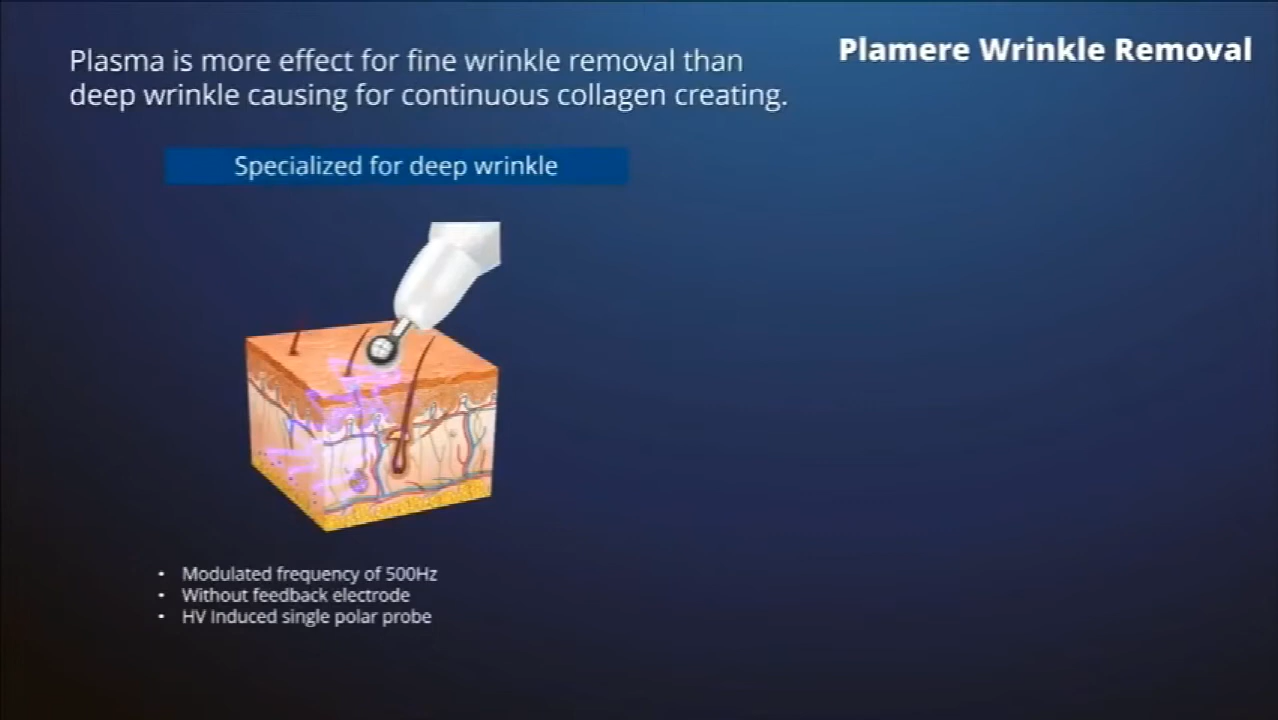 Plamere Wrinkle Removal
Plasma is more effect for fine wrinkle removal than
deep wrinkle causing for continuous collagen creating.
Specialized for deep wrinkle
• Modulated frequency of 500Hz
• Without feedback electrode
• HV Induced single polar probe